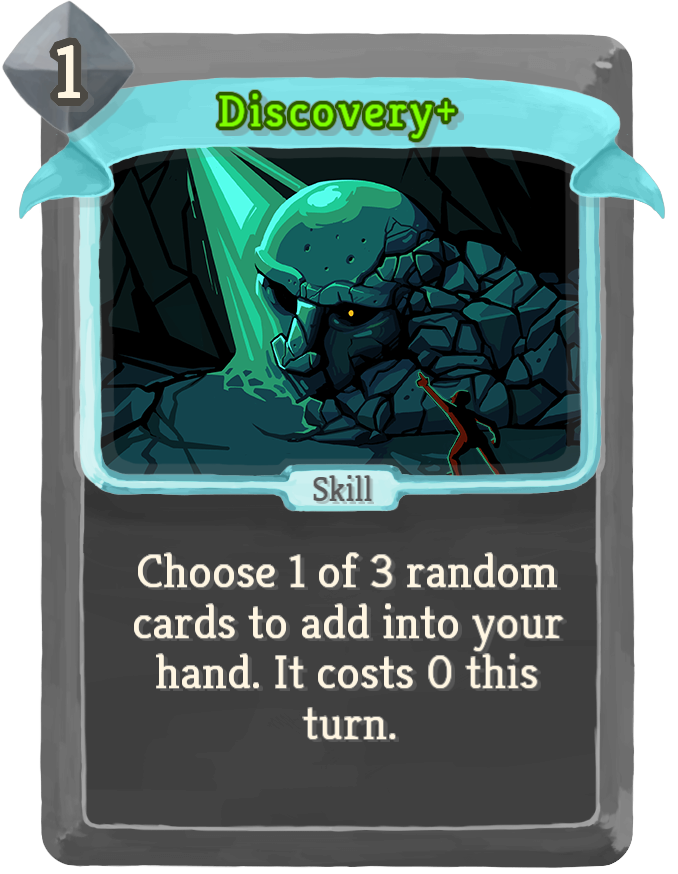 1
Discovery+
Skill
Choose 1 of 3 random
cards to add into your
hand. It costs 0 this
turn.